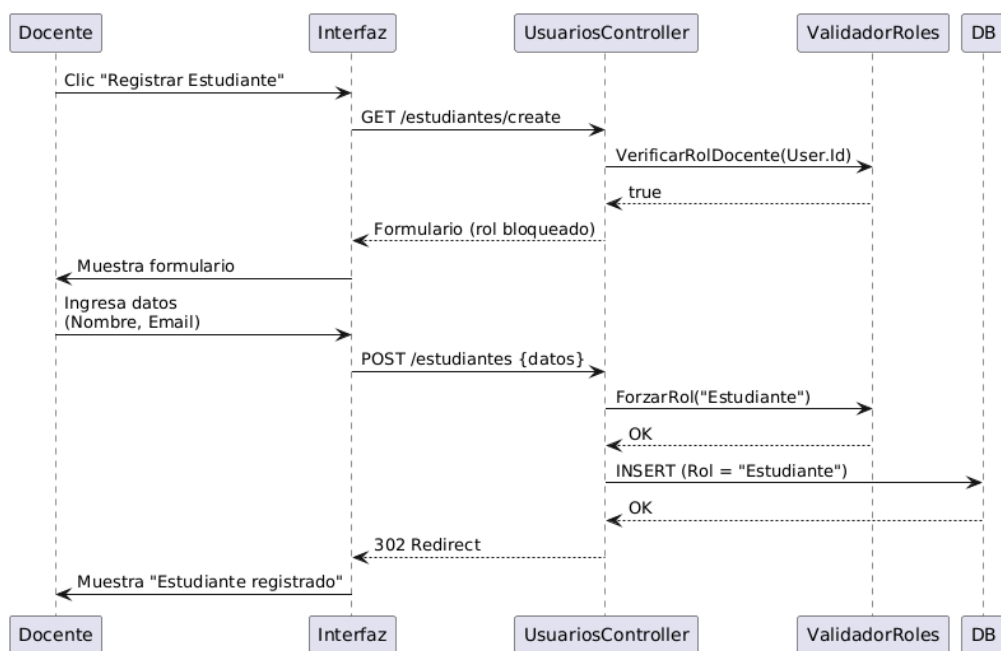 Docente
Interfaz
UsuariosController
ValidadorRoles
DB
Clic "Registrar Estudiante"
GET /estudiantes/create
VerificarRolDocente(User.Id)
true
Formulario (rol bloqueado)
Muestra formulario
Ingresa datos
(Nombre, Email)
POST /estudiantes {datos}
ForzarRol("Estudiante")
OK
INSERT (Rol = "Estudiante")
OK
302 Redirect
Muestra "Estudiante registrado"
Docente
Interfaz
UsuariosController
ValidadorRoles
DB